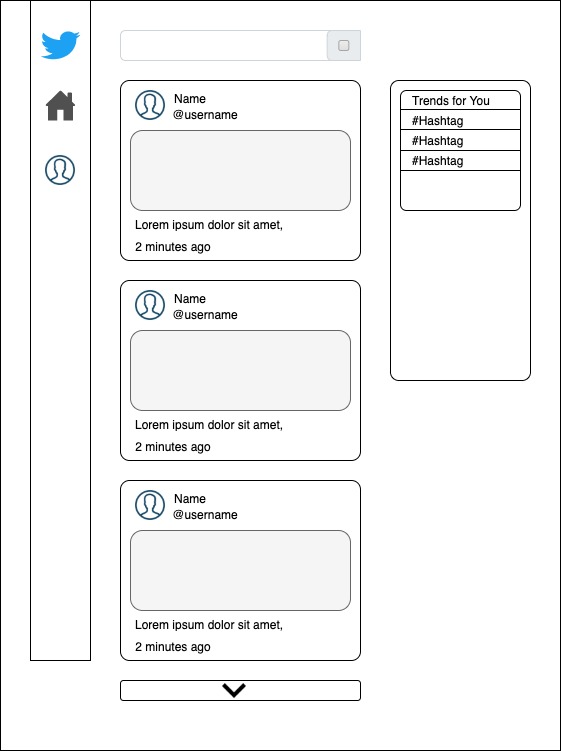 Name
@username
Lorem ipsum dolor sit amet,
2 minutes ago
Name
@username
Lorem ipsum dolor sit amet,
2 minutes ago
Name
@username
Lorem ipsum dolor sit amet,
2 minutes ago
Trends for You
#Hashtag
#Hashtag
#Hashtag